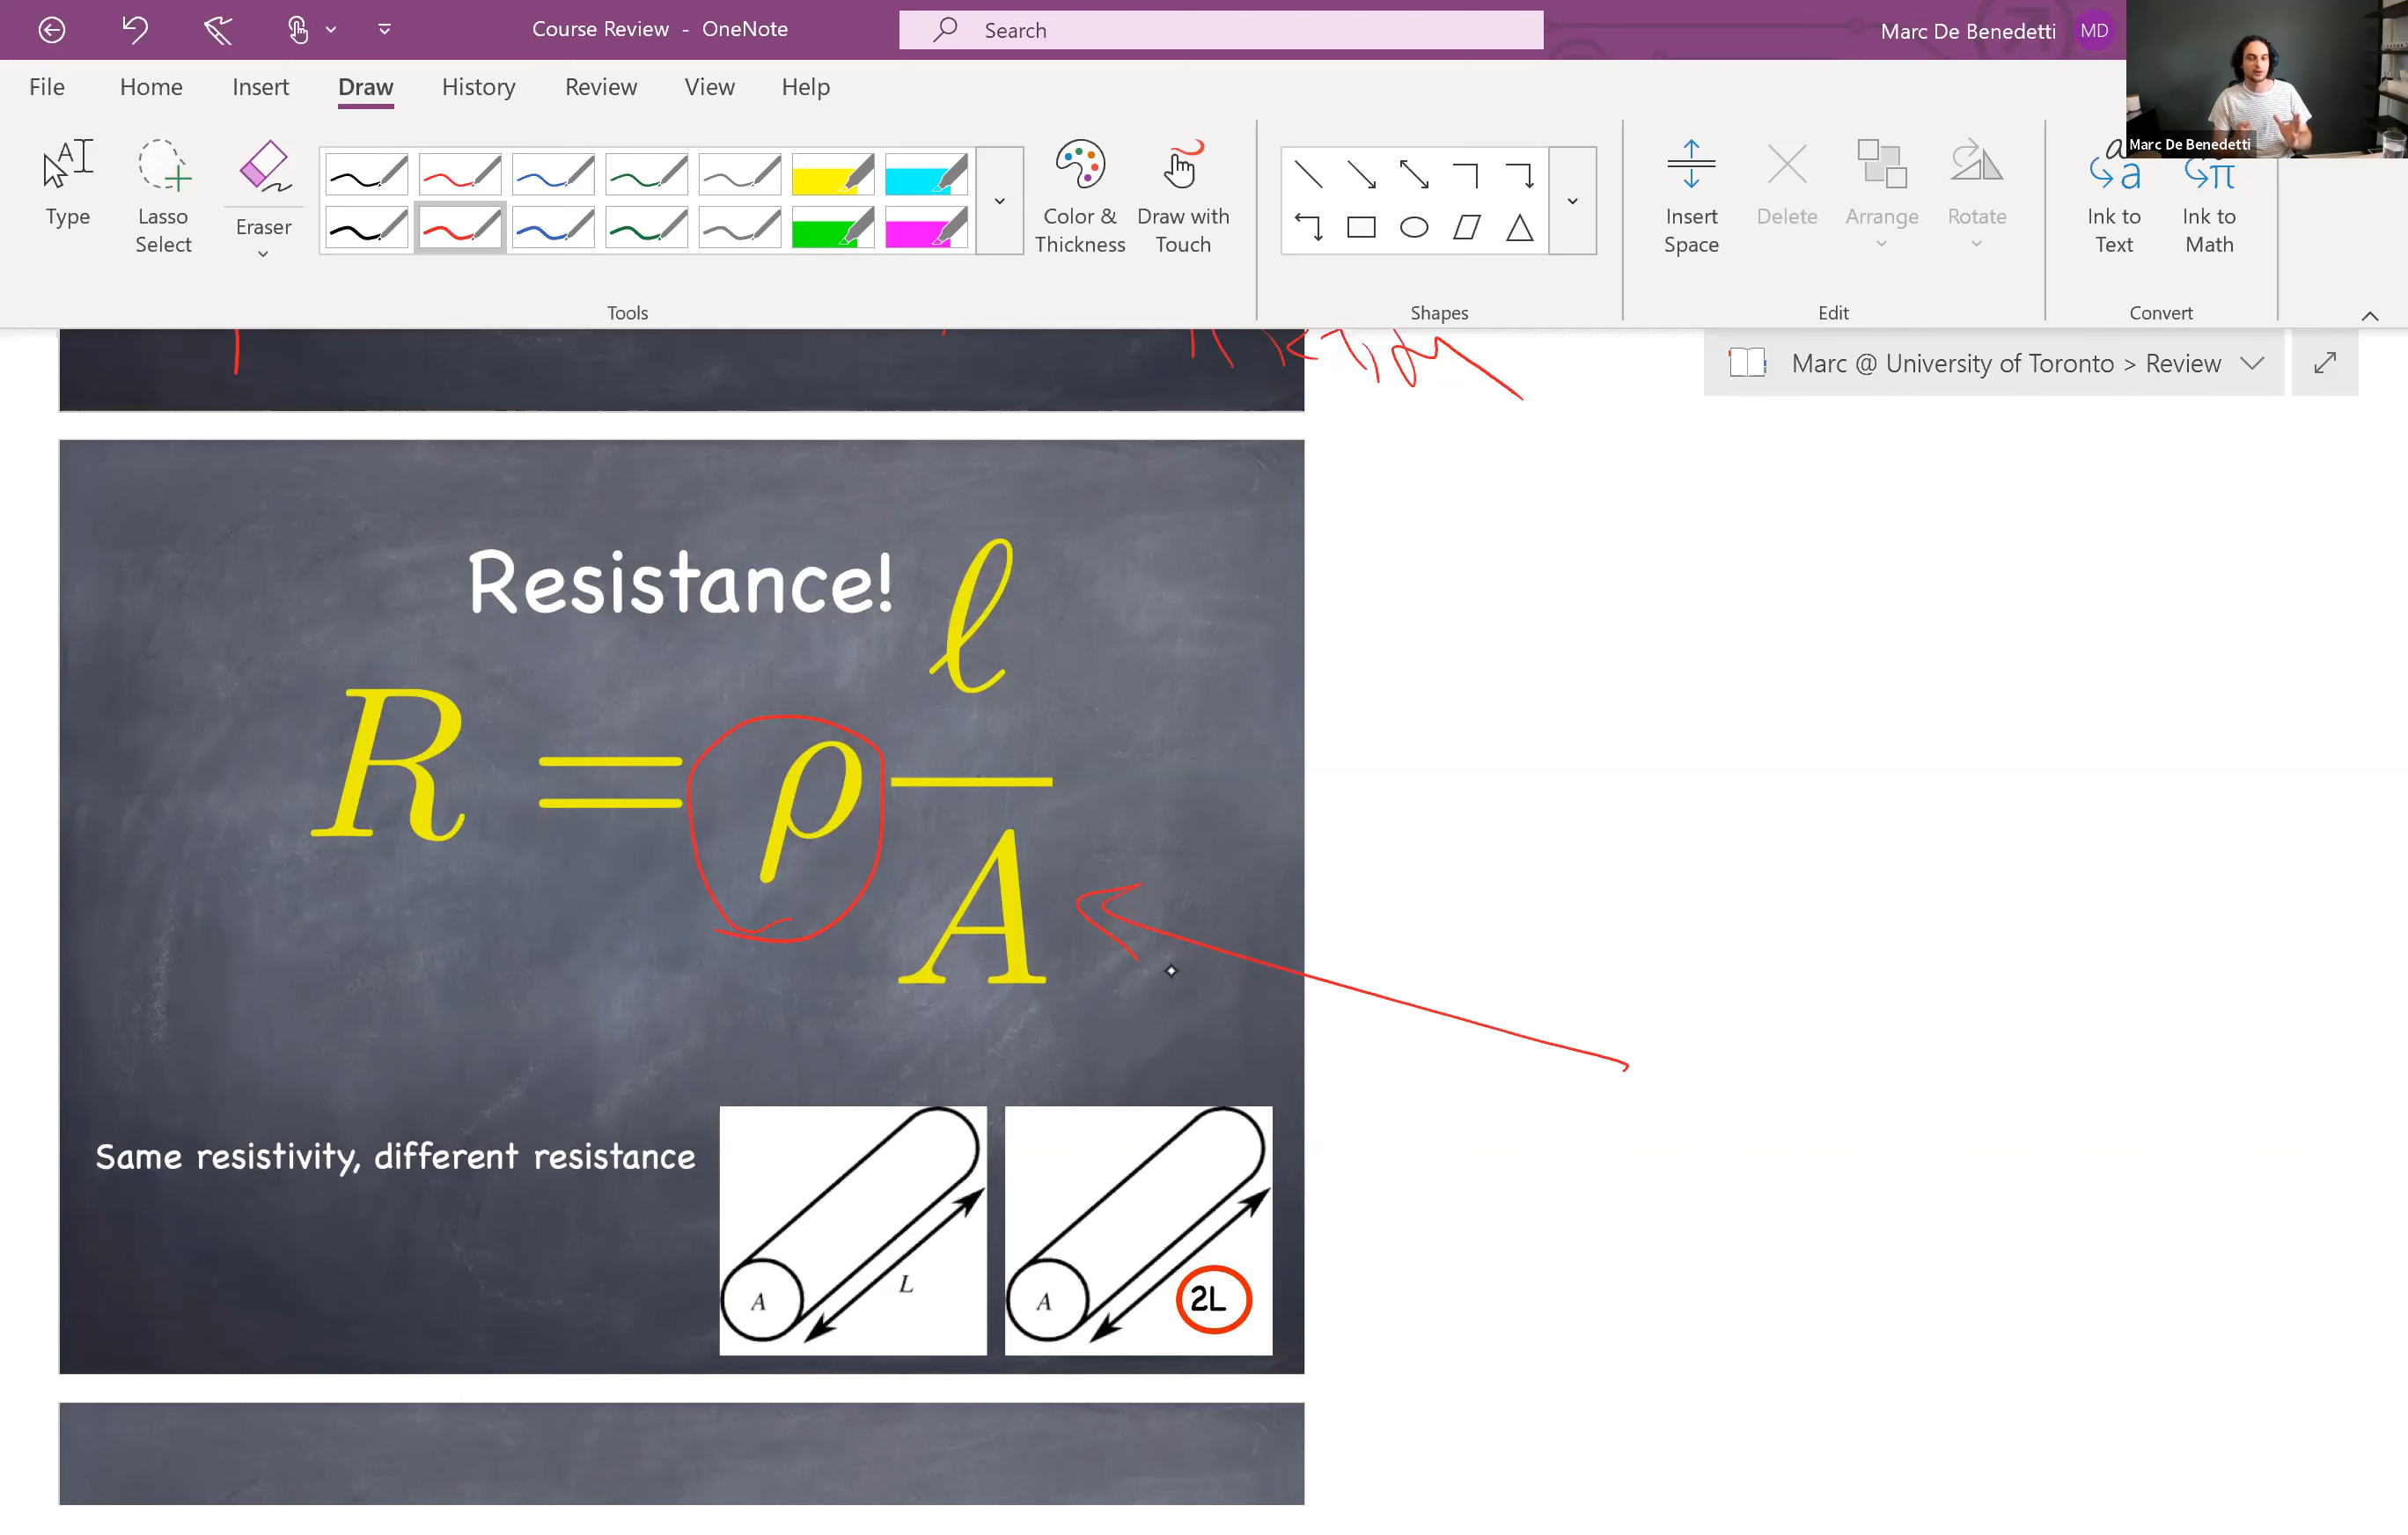 Course Review - OneNote
Search
Marc De Benedetti MD
File Home Insert Draw History Review View Help
Marc De Benedetti
Type
Lasso Select
Eraser
Color & Thickness
Draw with Touch
Insert Space
Delete
Arrange
Rotate
Ink to Text
Ink to Math
Tools Shapes Edit Convert
Marc @ University of Toronto > Review
Resistance!
R = ρ ℓ / A
Same resistivity, different resistance
A L
A 2L